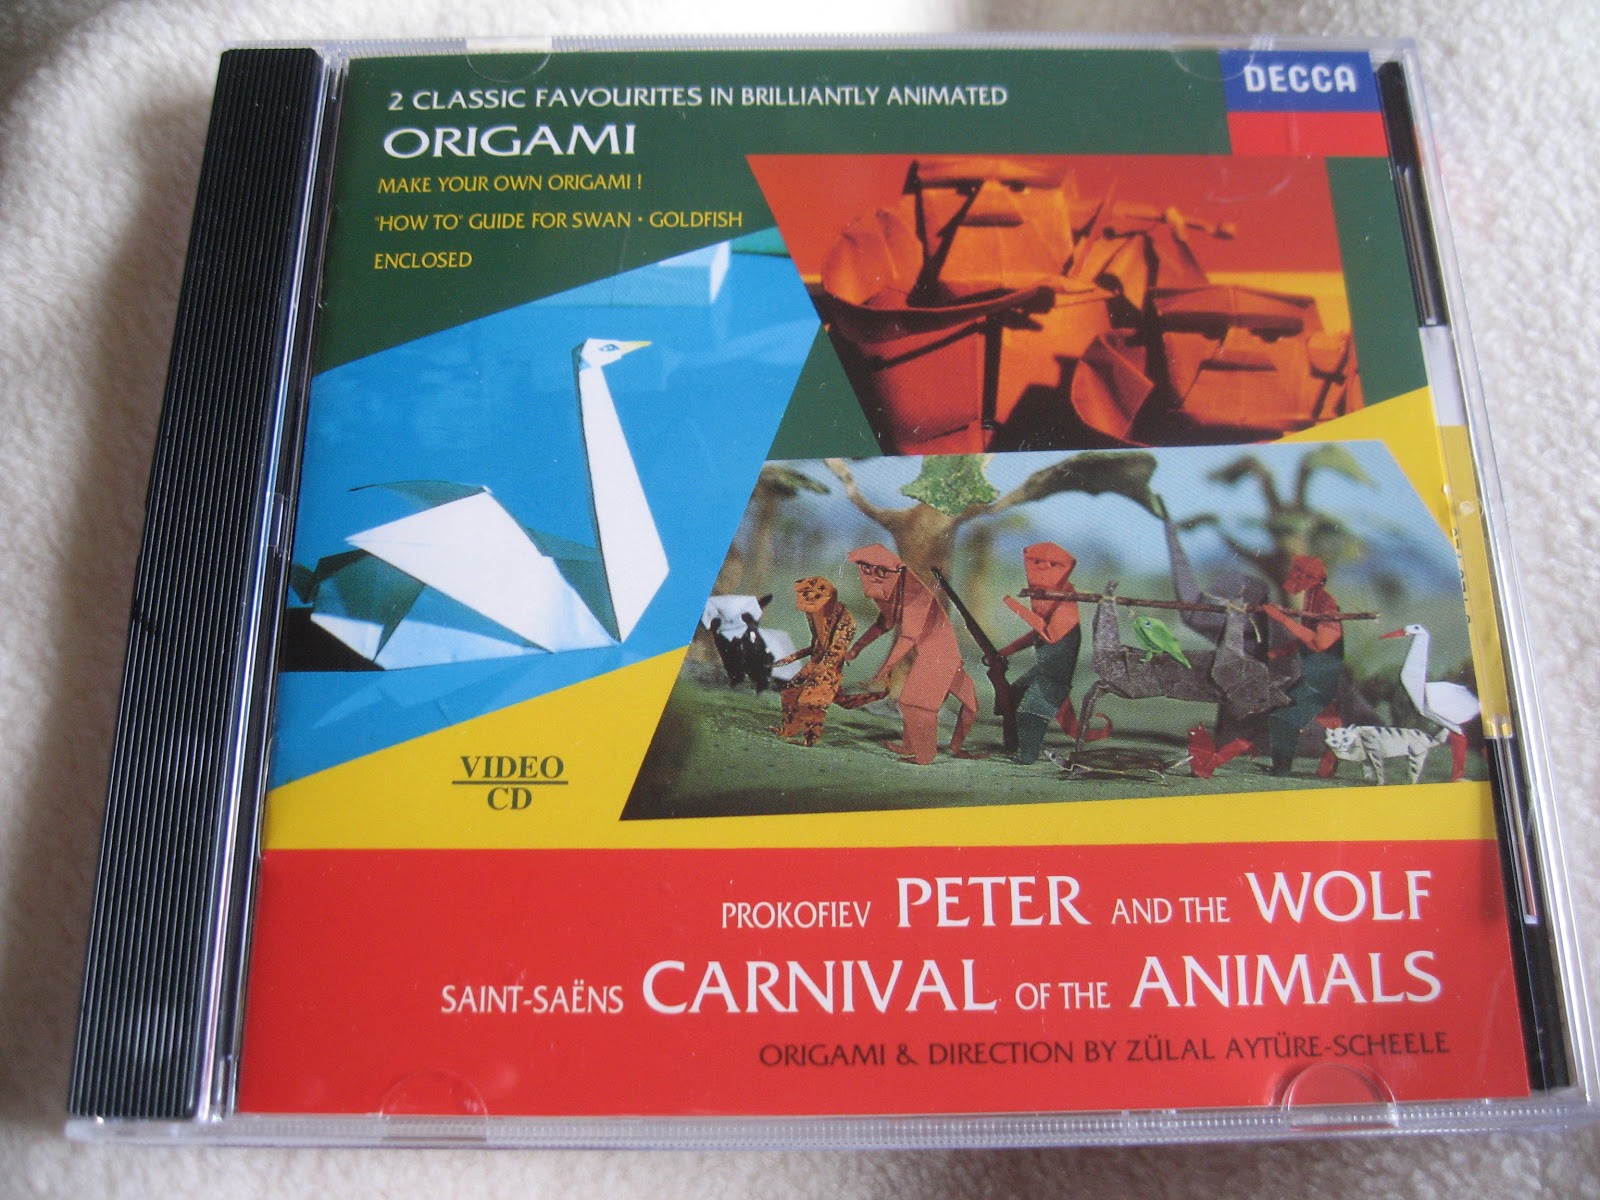 2 CLASSIC FAVOURITES IN BRILLIANTLY ANIMATED
DECCA
ORIGAMI
MAKE YOUR OWN ORIGAMI !
"HOW TO" GUIDE FOR SWAN • GOLDFISH
ENCLOSED
VIDEO
CD
PROKOFIEV PETER AND THE WOLF
SAINT-SAËNS CARNIVAL OF THE ANIMALS
ORIGAMI & DIRECTION BY ZÜLAL AYTÜRE-SCHEELE